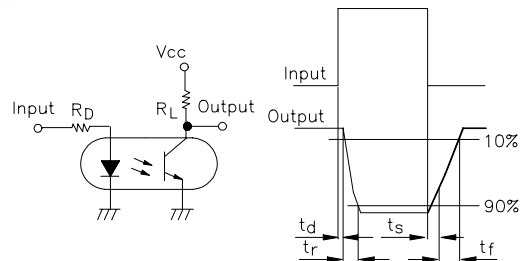 Vcc
Input
RD
RL
Output
Input
Output
10%
90%
td
ts
tr
tf